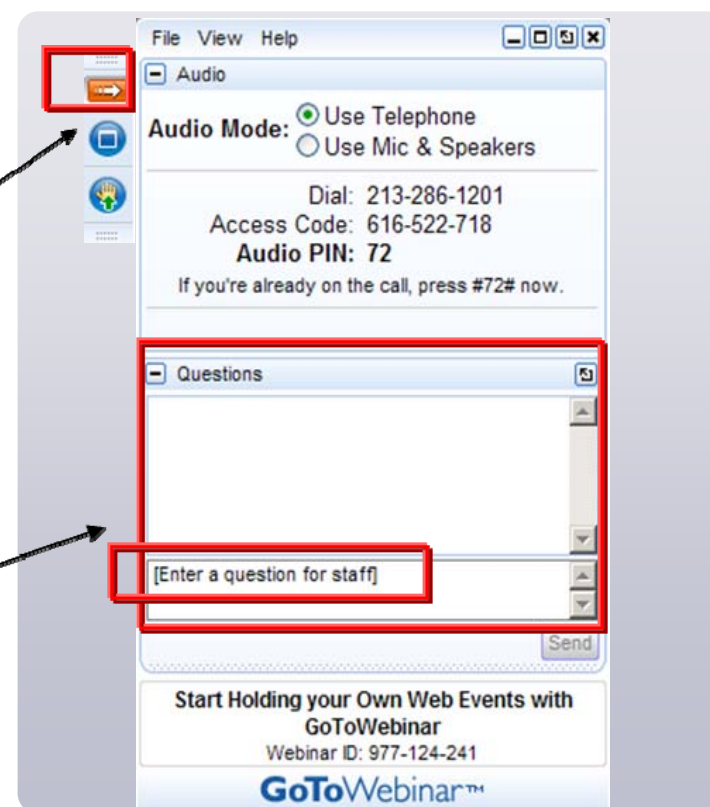 File View Help
Audio
Audio Mode: Use Telephone
Use Mic & Speakers
Dial: 213-286-1201
Access Code: 616-522-718
Audio PIN: 72
If you're already on the call, press #72# now.
Questions
[Enter a question for staff]
Send
Start Holding your Own Web Events with
GoToWebinar
Webinar ID: 977-124-241
GoToWebinar™